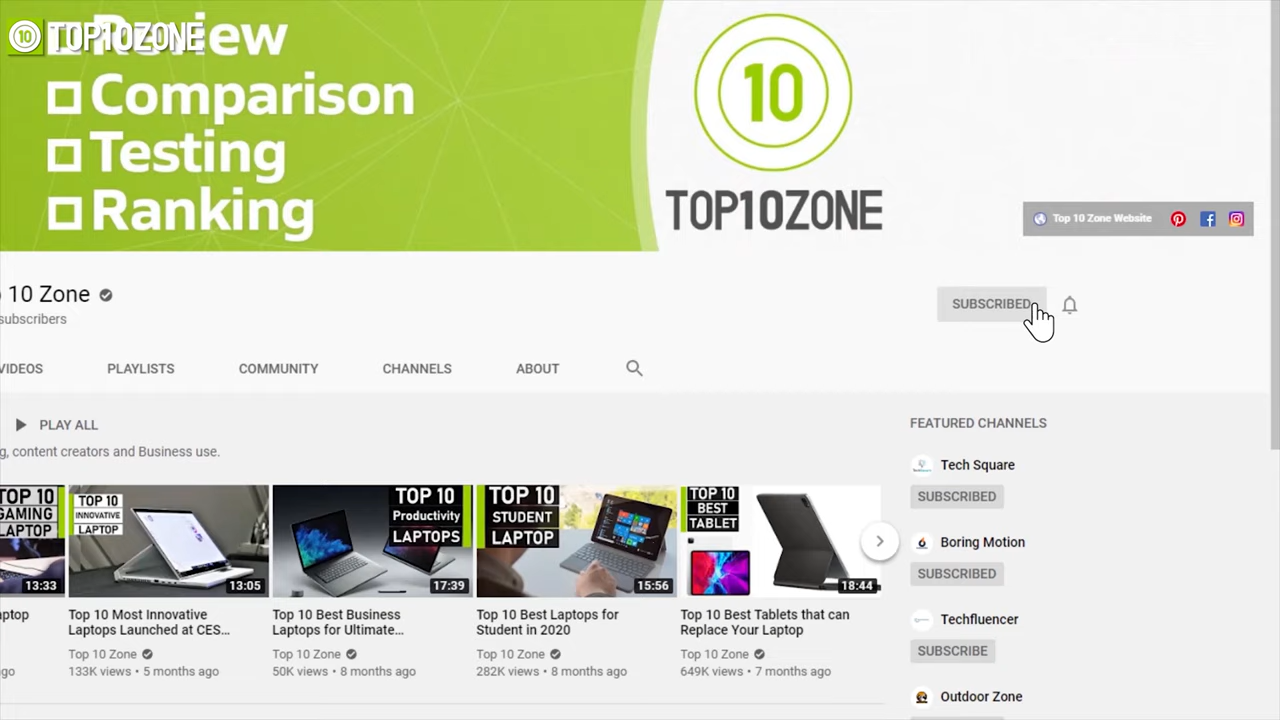 TOP10ZONE
10
Review
Comparison
Testing
Ranking
10
TOP10ZONE
Top 10 Zone Website
10 Zone
subscribers
SUBSCRIBED
VIDEOS
PLAYLISTS
COMMUNITY
CHANNELS
ABOUT
PLAY ALL
g, content creators and Business use.
TOP 10
GAMING
LAPTOP
13:33
TOP 10
INNOVATIVE
LAPTOP
13:05
TOP 10
Productivity
LAPTOPS
17:39
TOP 10
STUDENT
LAPTOP
15:56
TOP 10
BEST
TABLET
18:44
aptop
go
Top 10 Most Innovative
Laptops Launched at CES...
Top 10 Zone
133K views • 5 months ago
Top 10 Best Business
Laptops for Ultimate...
Top 10 Zone
50K views • 8 months ago
Top 10 Best Laptops for
Student in 2020
Top 10 Zone
282K views • 8 months ago
Top 10 Best Tablets that can
Replace Your Laptop
Top 10 Zone
649K views • 7 months ago
FEATURED CHANNELS
Tech Square
SUBSCRIBED
Boring Motion
SUBSCRIBED
Techfluencer
SUBSCRIBE
Outdoor Zone